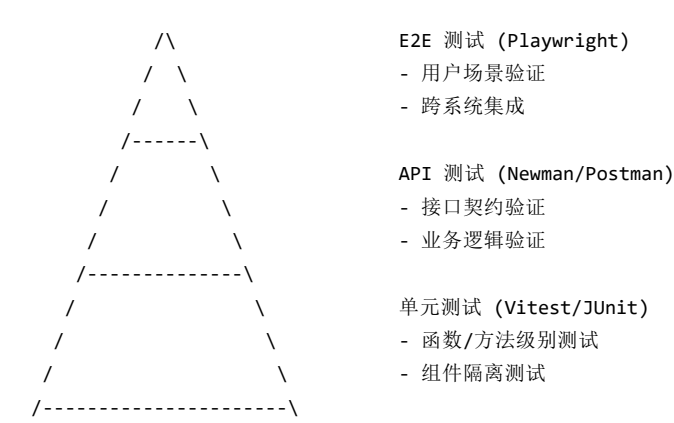 E2E 测试 (Playwright)
- 用户场景验证
- 跨系统集成
API 测试 (Newman/Postman)
- 接口契约验证
- 业务逻辑验证
单元测试 (Vitest/JUnit)
- 函数/方法级别测试
- 组件隔离测试